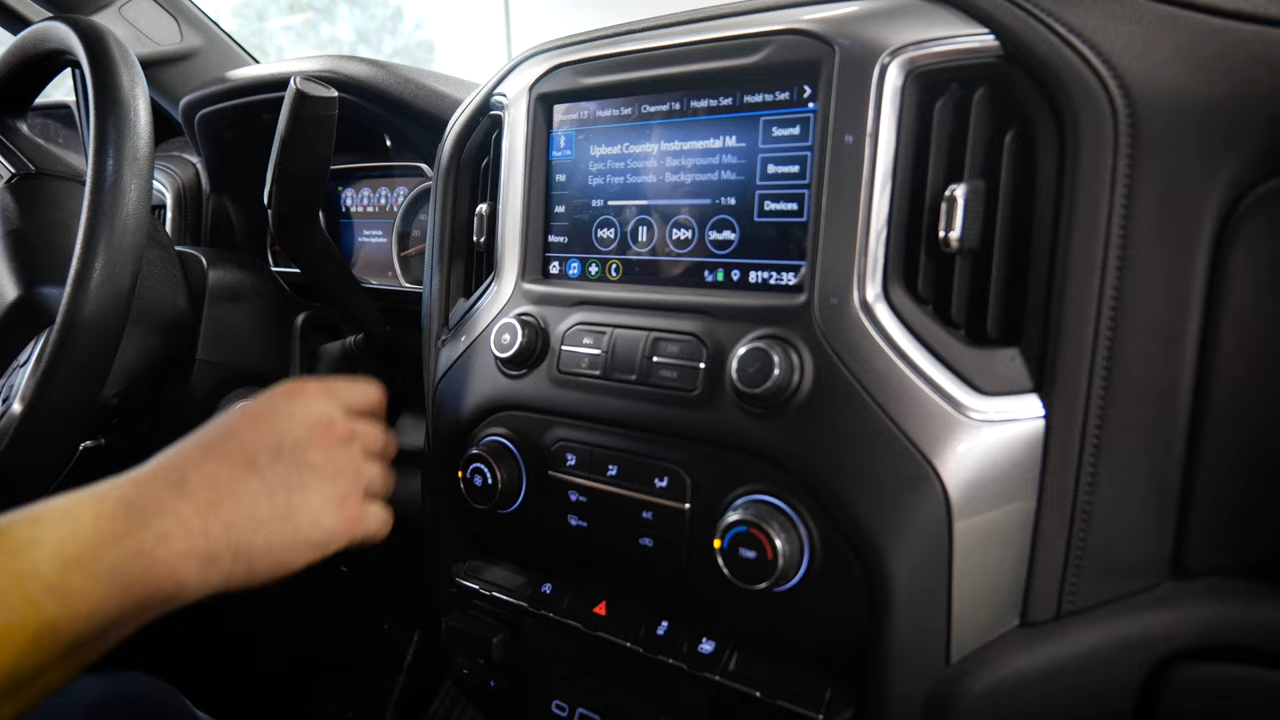 Channel 13 Hold to Set Channel 16 Hold to Set Hold to Set
Upbeat Country Instrumental M...
Epic Free Sounds - Background Mu...
Epic Free Sounds - Background Mu...
Sound
Browse
Devices
FM
AM
More
0:51 -1:16
Shuffle
81° 2:35
A/C
TEMP